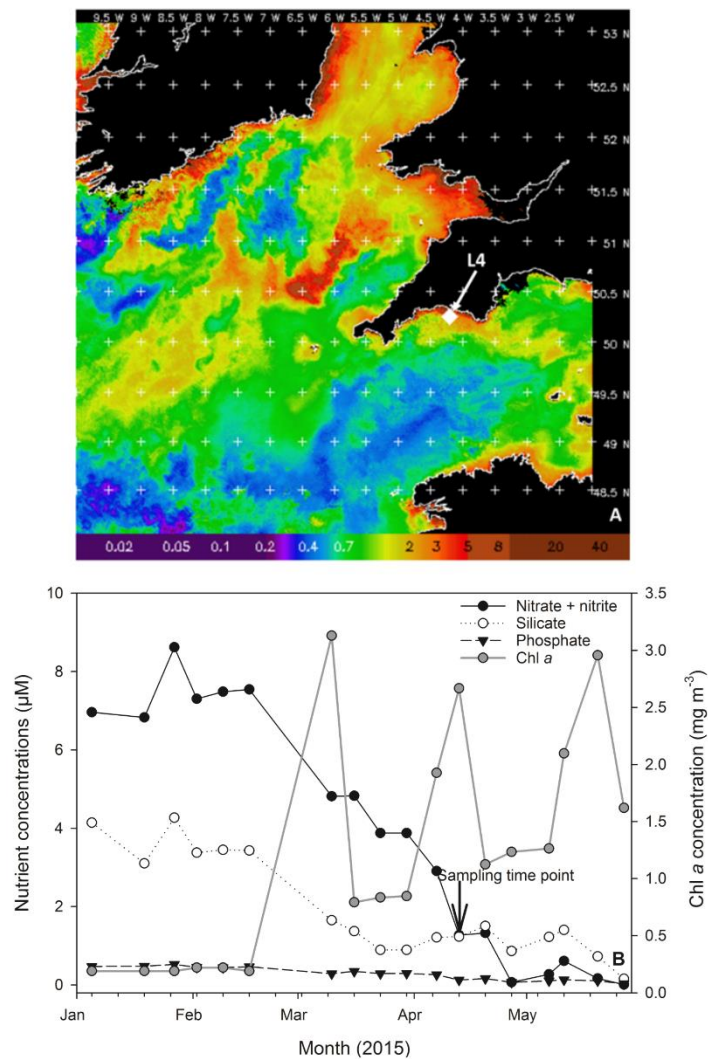 9.5 W 9 W 8.5 W 8 W 7.5 W 7 W 6.5 W 6 W 5.5 W 5 W 4.5 W 4 W 3.5 W 3 W 2.5 W
53 N
52.5 N
52 N
51.5 N
51 N
L4
50.5 N
50 N
49.5 N
49 N
48.5 N
A
0.02 0.05 0.1 0.2 0.4 0.7 2 3 5 8 20 40
10 3.5
Nitrate + nitrite
Silicate
Phosphate
Chl a
8 3.0
2.5
6 2.0
4 1.5
Sampling time point
1.0
2 0.5
B
0 0.0
Nutrient concentrations (µM)
Chl a concentration (mg m⁻³)
Jan Feb Mar Apr May
Month (2015)